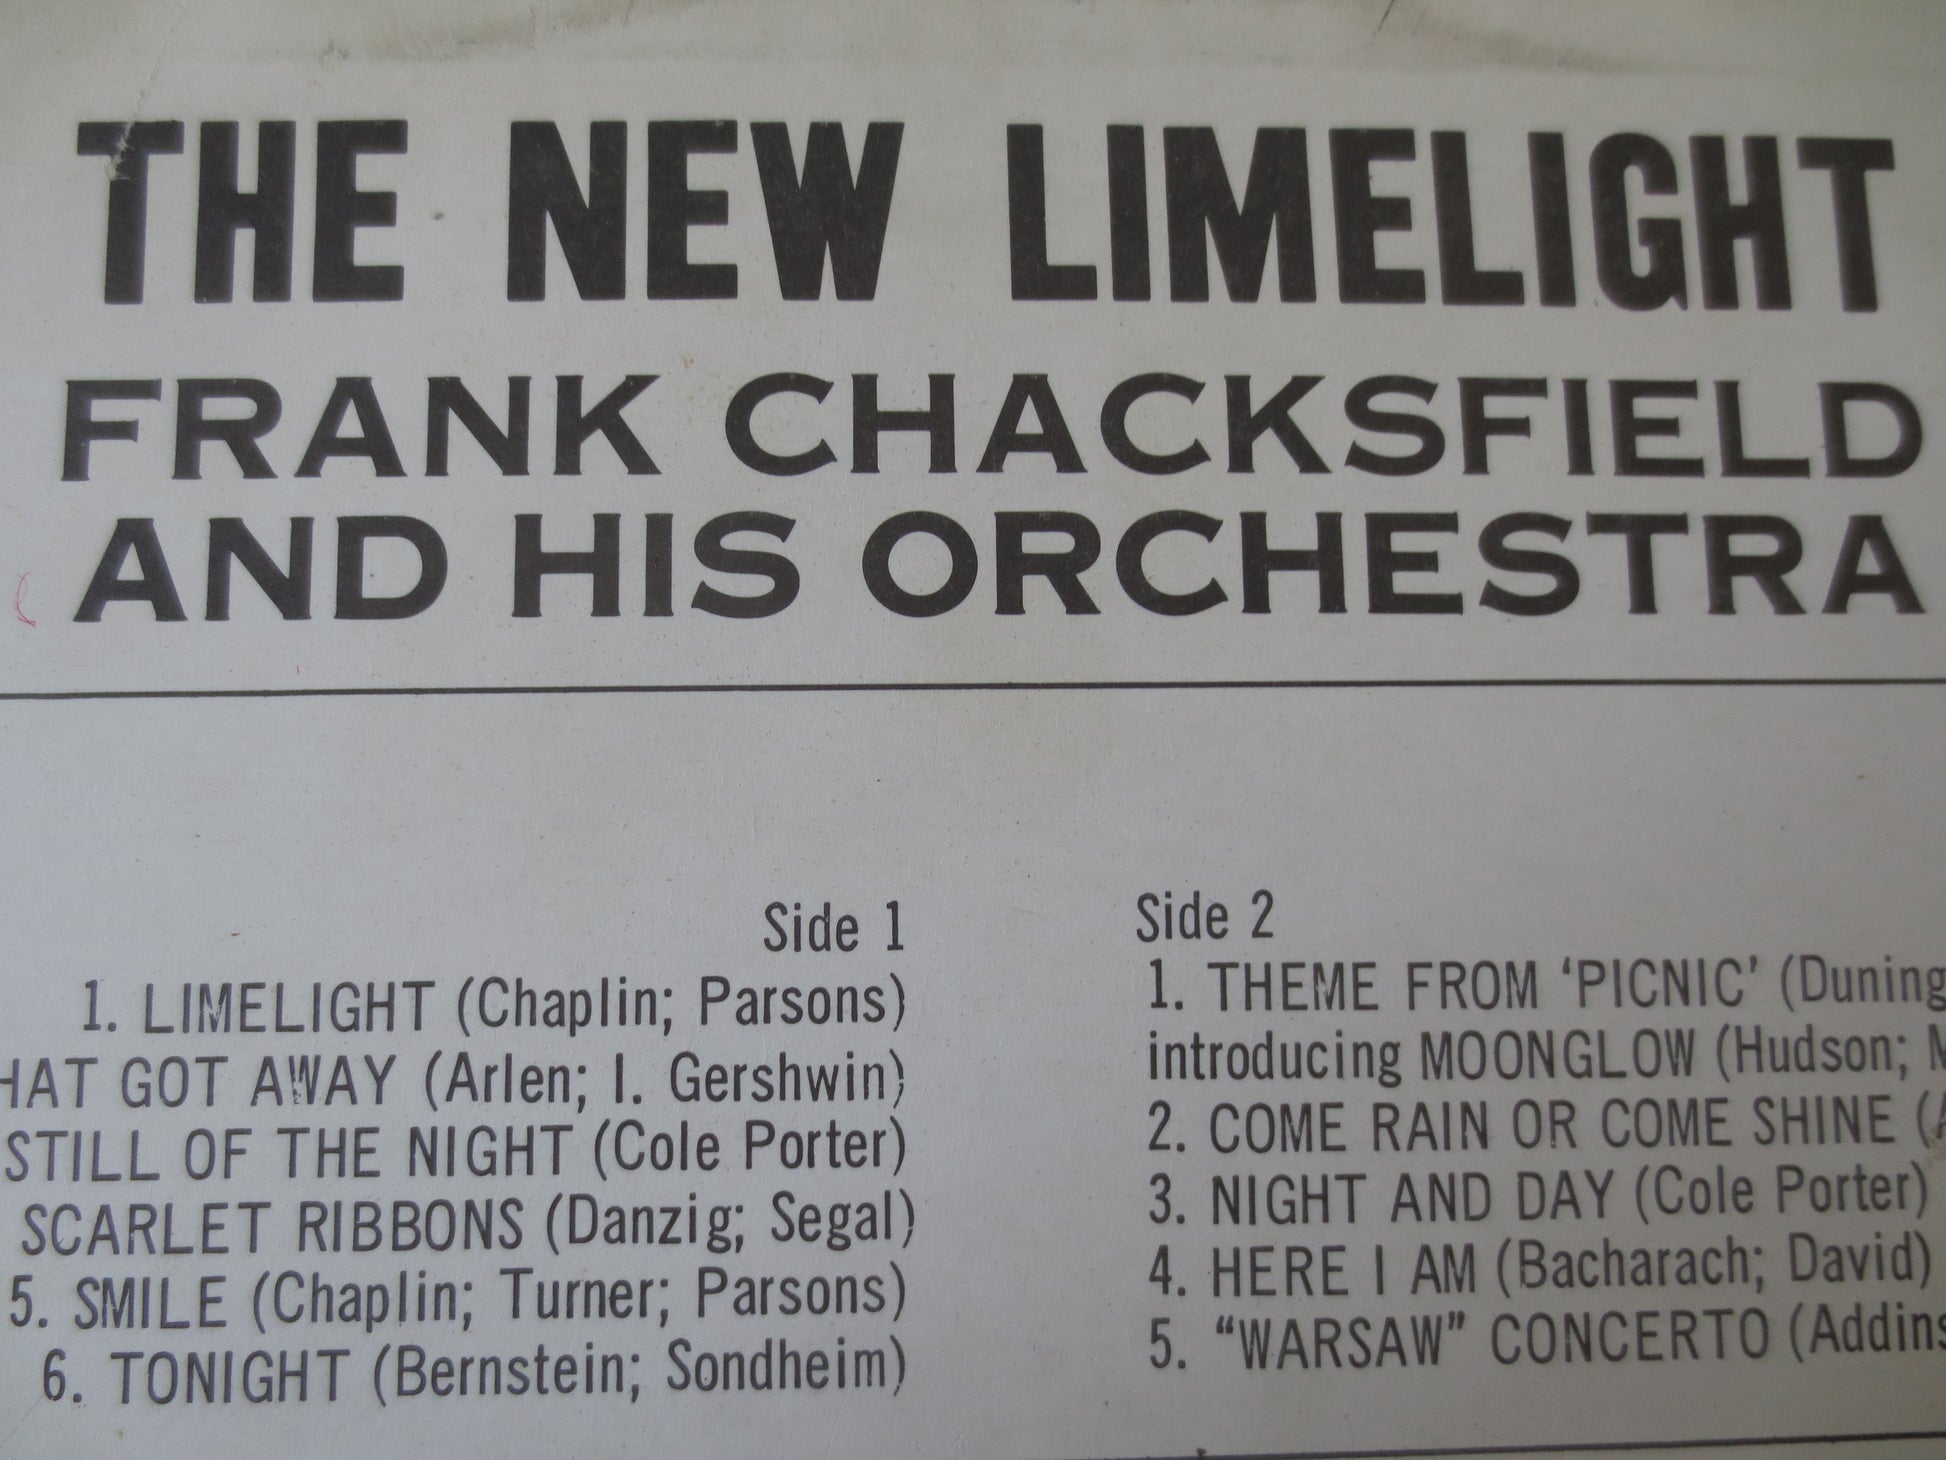 THE NEW LIMELIGHT
FRANK CHACKSFIELD
AND HIS ORCHESTRA
Side 1
1. LIMELIGHT (Chaplin; Parsons)
HAT GOT AWAY (Arlen; I. Gershwin)
STILL OF THE NIGHT (Cole Porter)
SCARLET RIBBONS (Danzig; Segal)
5. SMILE (Chaplin; Turner; Parsons)
6. TONIGHT (Bernstein; Sondheim)
Side 2
1. THEME FROM ‘PICNIC’ (Duning
introducing MOONGLOW (Hudson;
2. COME RAIN OR COME SHINE (
3. NIGHT AND DAY (Cole Porter)
4. HERE I AM (Bacharach; David)
5. “WARSAW” CONCERTO (Addins